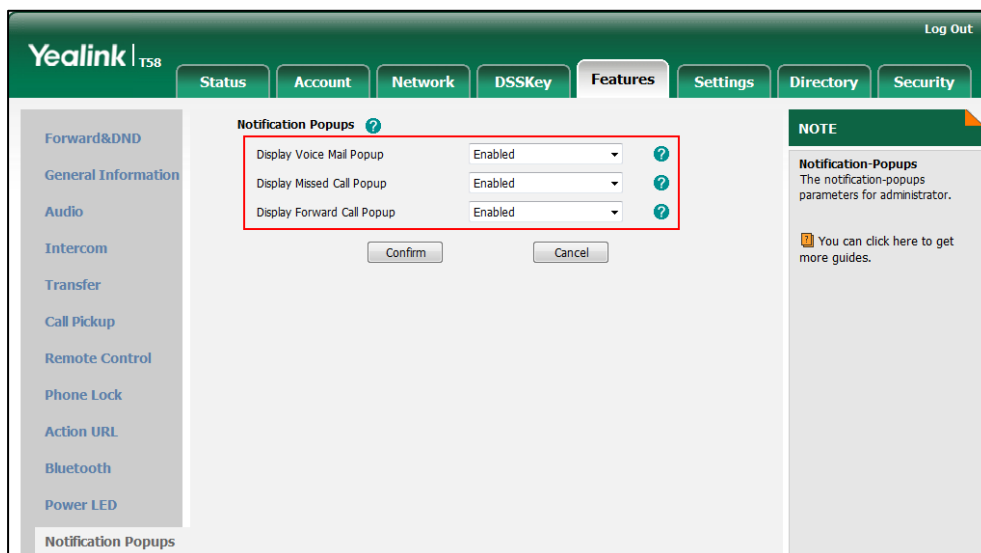 Log Out
Yealink T58
Status Account Network DSSKey Features Settings Directory Security
Forward&DND
General Information
Audio
Intercom
Transfer
Call Pickup
Remote Control
Phone Lock
Action URL
Bluetooth
Power LED
Notification Popups
Notification Popups ?
Display Voice Mail Popup Enabled ?
Display Missed Call Popup Enabled ?
Display Forward Call Popup Enabled ?
Confirm Cancel
NOTE
Notification-Popups
The notification-popups
parameters for administrator.
? You can click here to get
more guides.